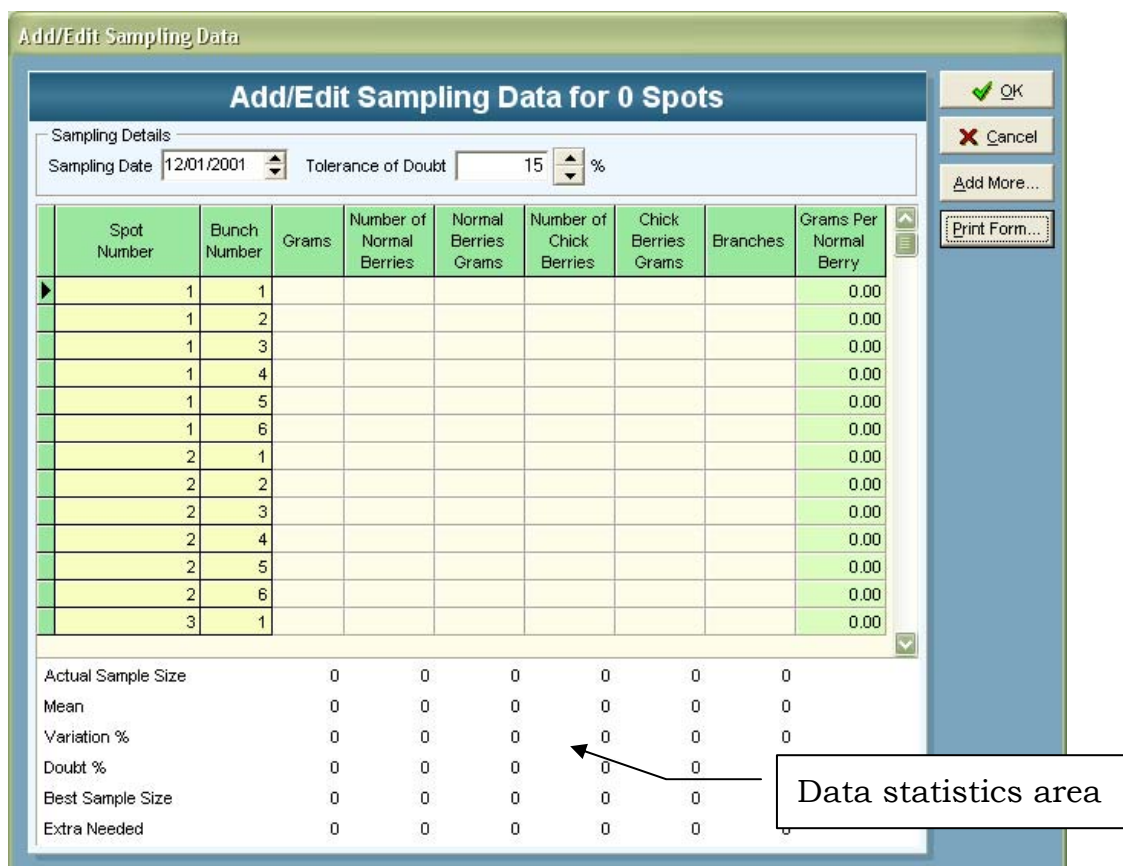 Add/Edit Sampling Data
Add/Edit Sampling Data for 0 Spots
OK
Cancel
Add More...
Print Form...
Sampling Details
Sampling Date 12/01/2001 Tolerance of Doubt 15 %
Spot Number Bunch Number Grams Number of Normal Berries Normal Berries Grams Number of Chick Berries Chick Berries Grams Branches Grams Per Normal Berry
1 1 0.00
1 2 0.00
1 3 0.00
1 4 0.00
1 5 0.00
1 6 0.00
2 1 0.00
2 2 0.00
2 3 0.00
2 4 0.00
2 5 0.00
2 6 0.00
3 1 0.00
Actual Sample Size 0 0 0 0 0 0
Mean 0 0 0 0 0 0
Variation % 0 0 0 0 0 0
Doubt % 0 0 0 0 0
Best Sample Size 0 0 0 0 0
Extra Needed 0 0 0 0 0
Data statistics area